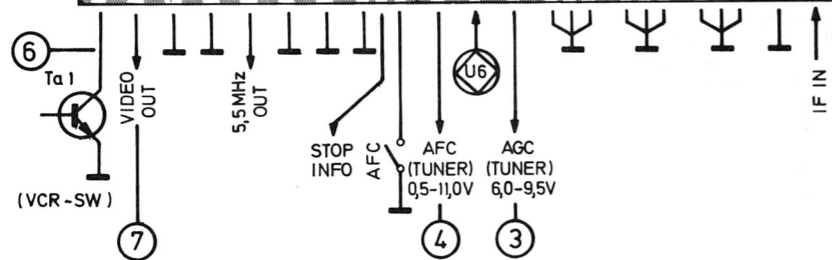 6
Ta 1
VIDEO
OUT
5,5MHz
OUT
STOP
INFO
AFC
AFC
(TUNER)
0,5-11,0V
U6
AGC
(TUNER)
6,0-9,5V
IF IN
(VCR-SW)
7
4
3